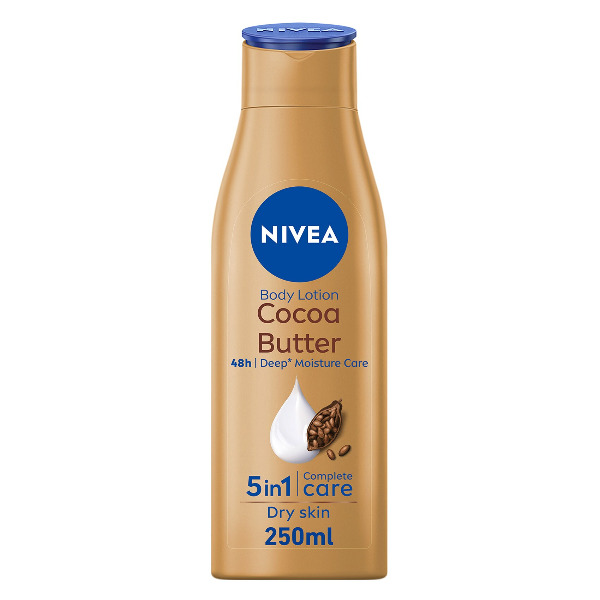 NIVEA
NIVEA
Body Lotion
Cocoa
Butter
48h | Deep* Moisture Care
5in1 | Complete care
Dry skin
250ml